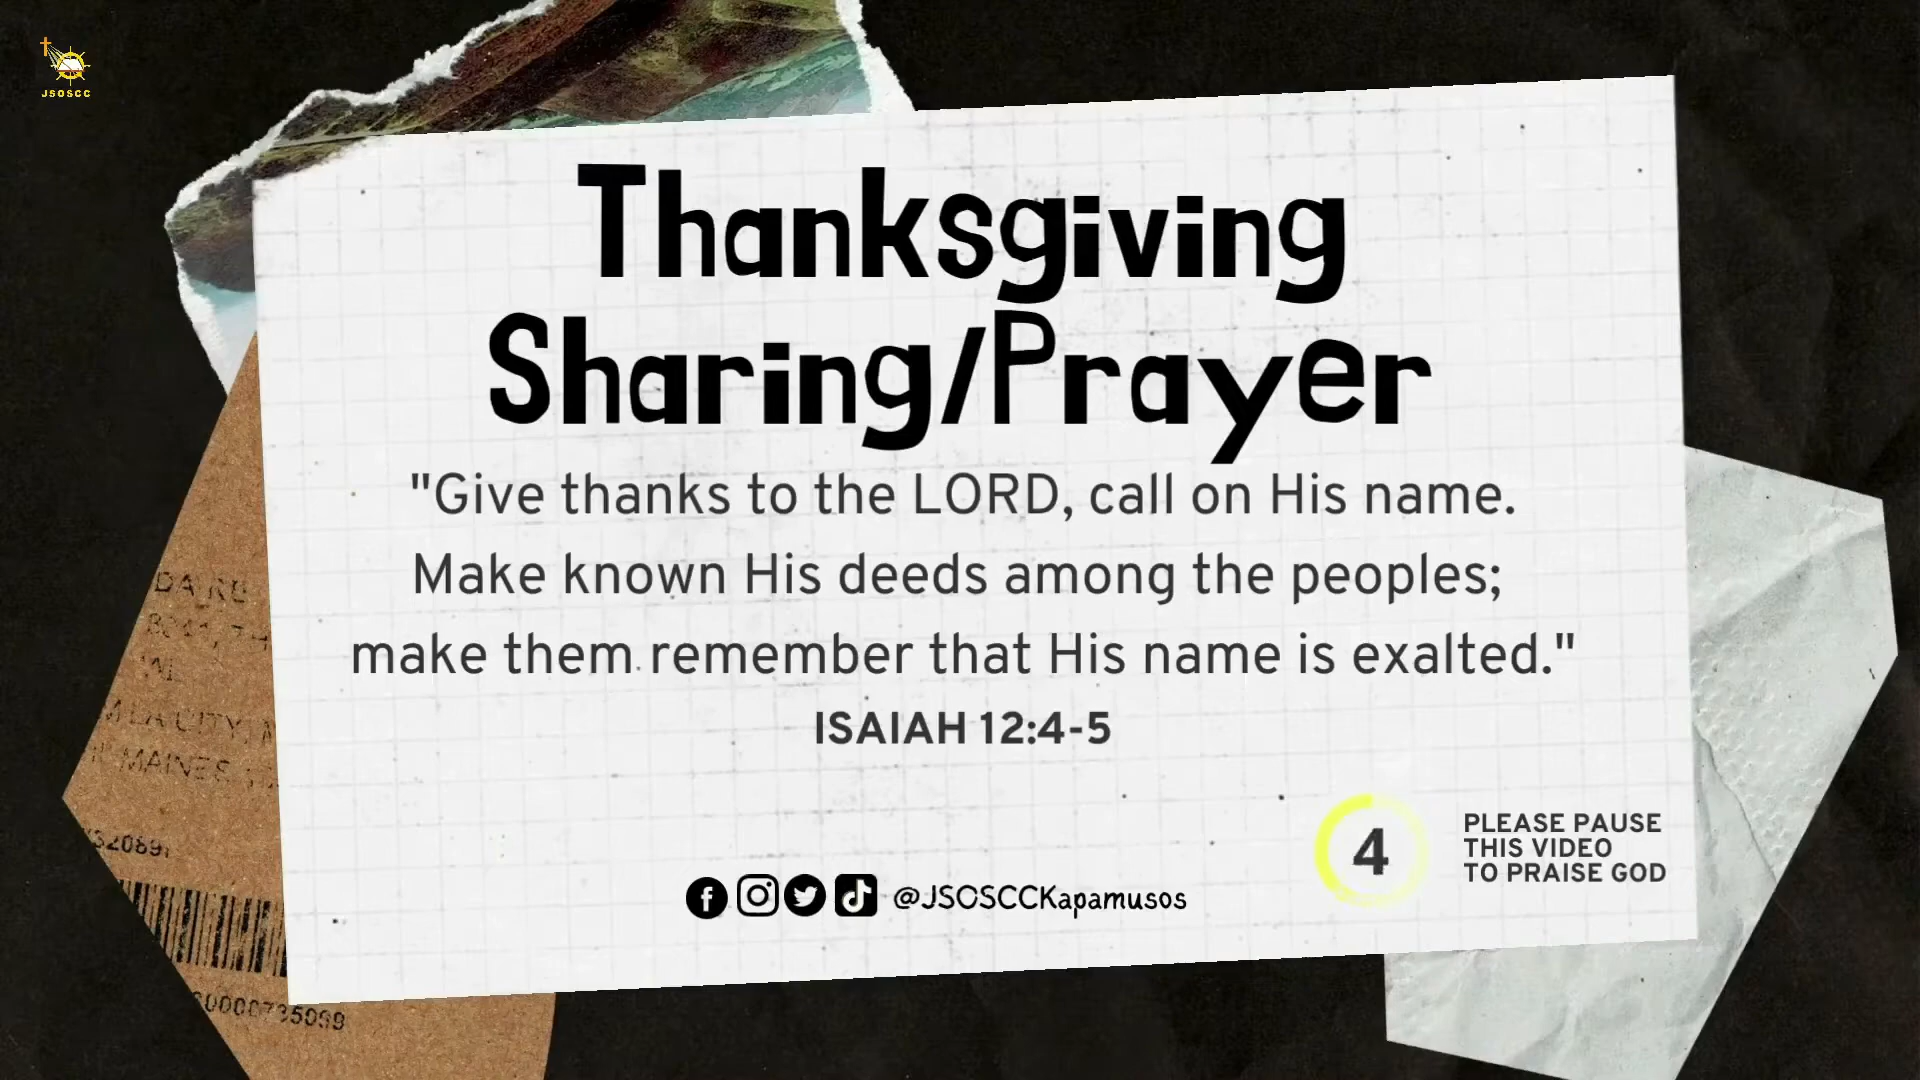 JSOSCC
Thanksgiving
Sharing/Prayer
"Give thanks to the LORD, call on His name.
Make known His deeds among the peoples;
make them remember that His name is exalted."
ISAIAH 12:4-5
4
PLEASE PAUSE
THIS VIDEO
TO PRAISE GOD
@JSOSCCKapamusos